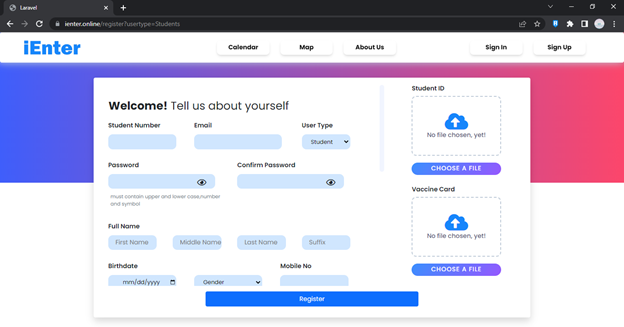 Laravel
ienter.online/register?usertype=Students
iEnter
Calendar
Map
About Us
Sign In
Sign Up
Welcome! Tell us about yourself
Student Number
Email
User Type
Student
Password
Confirm Password
must contain upper and lower case,number
and symbol
Full Name
First Name
Middle Name
Last Name
Suffix
Birthdate
Mobile No
mm/dd/yyyy
Gender
Register
Student ID
No file chosen, yet!
CHOOSE A FILE
Vaccine Card
No file chosen, yet!
CHOOSE A FILE